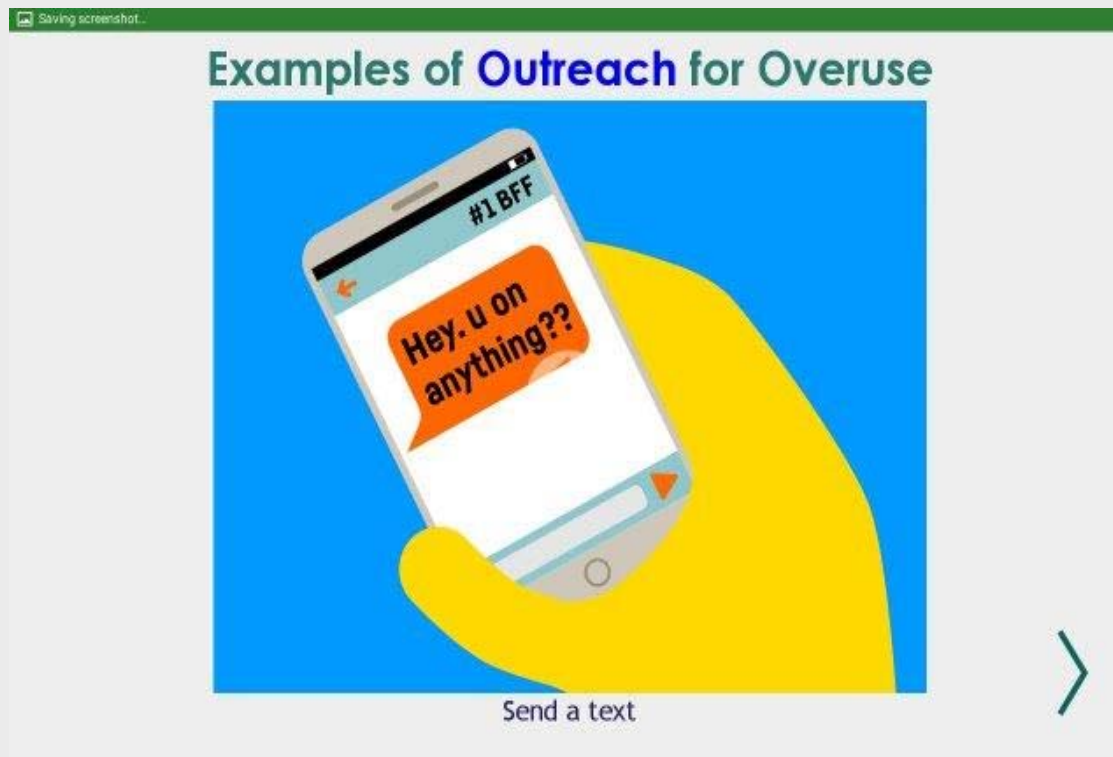 Saving screenshot...
Examples of Outreach for Overuse
#1 BFF
Hey. u on
anything??
Send a text